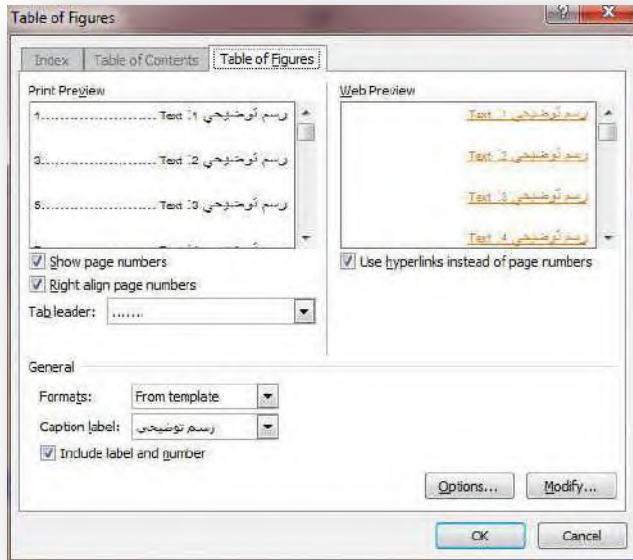 Table of Figures
Index
Table of Contents
Table of Figures
Print Preview
رسم توضيحي 1: Text ........................ 1
رسم توضيحي 2: Text ........................ 3
رسم توضيحي 3: Text ........................ 5
Web Preview
رسم توضيحي 1: Text
رسم توضيحي 2: Text
رسم توضيحي 3: Text
رسم توضيحي 4: Text
Show page numbers
Right align page numbers
Use hyperlinks instead of page numbers
Tab leader: .......
General
Formats: From template
Caption label: رسم توضيحي
Include label and number
Options... Modify...
OK Cancel